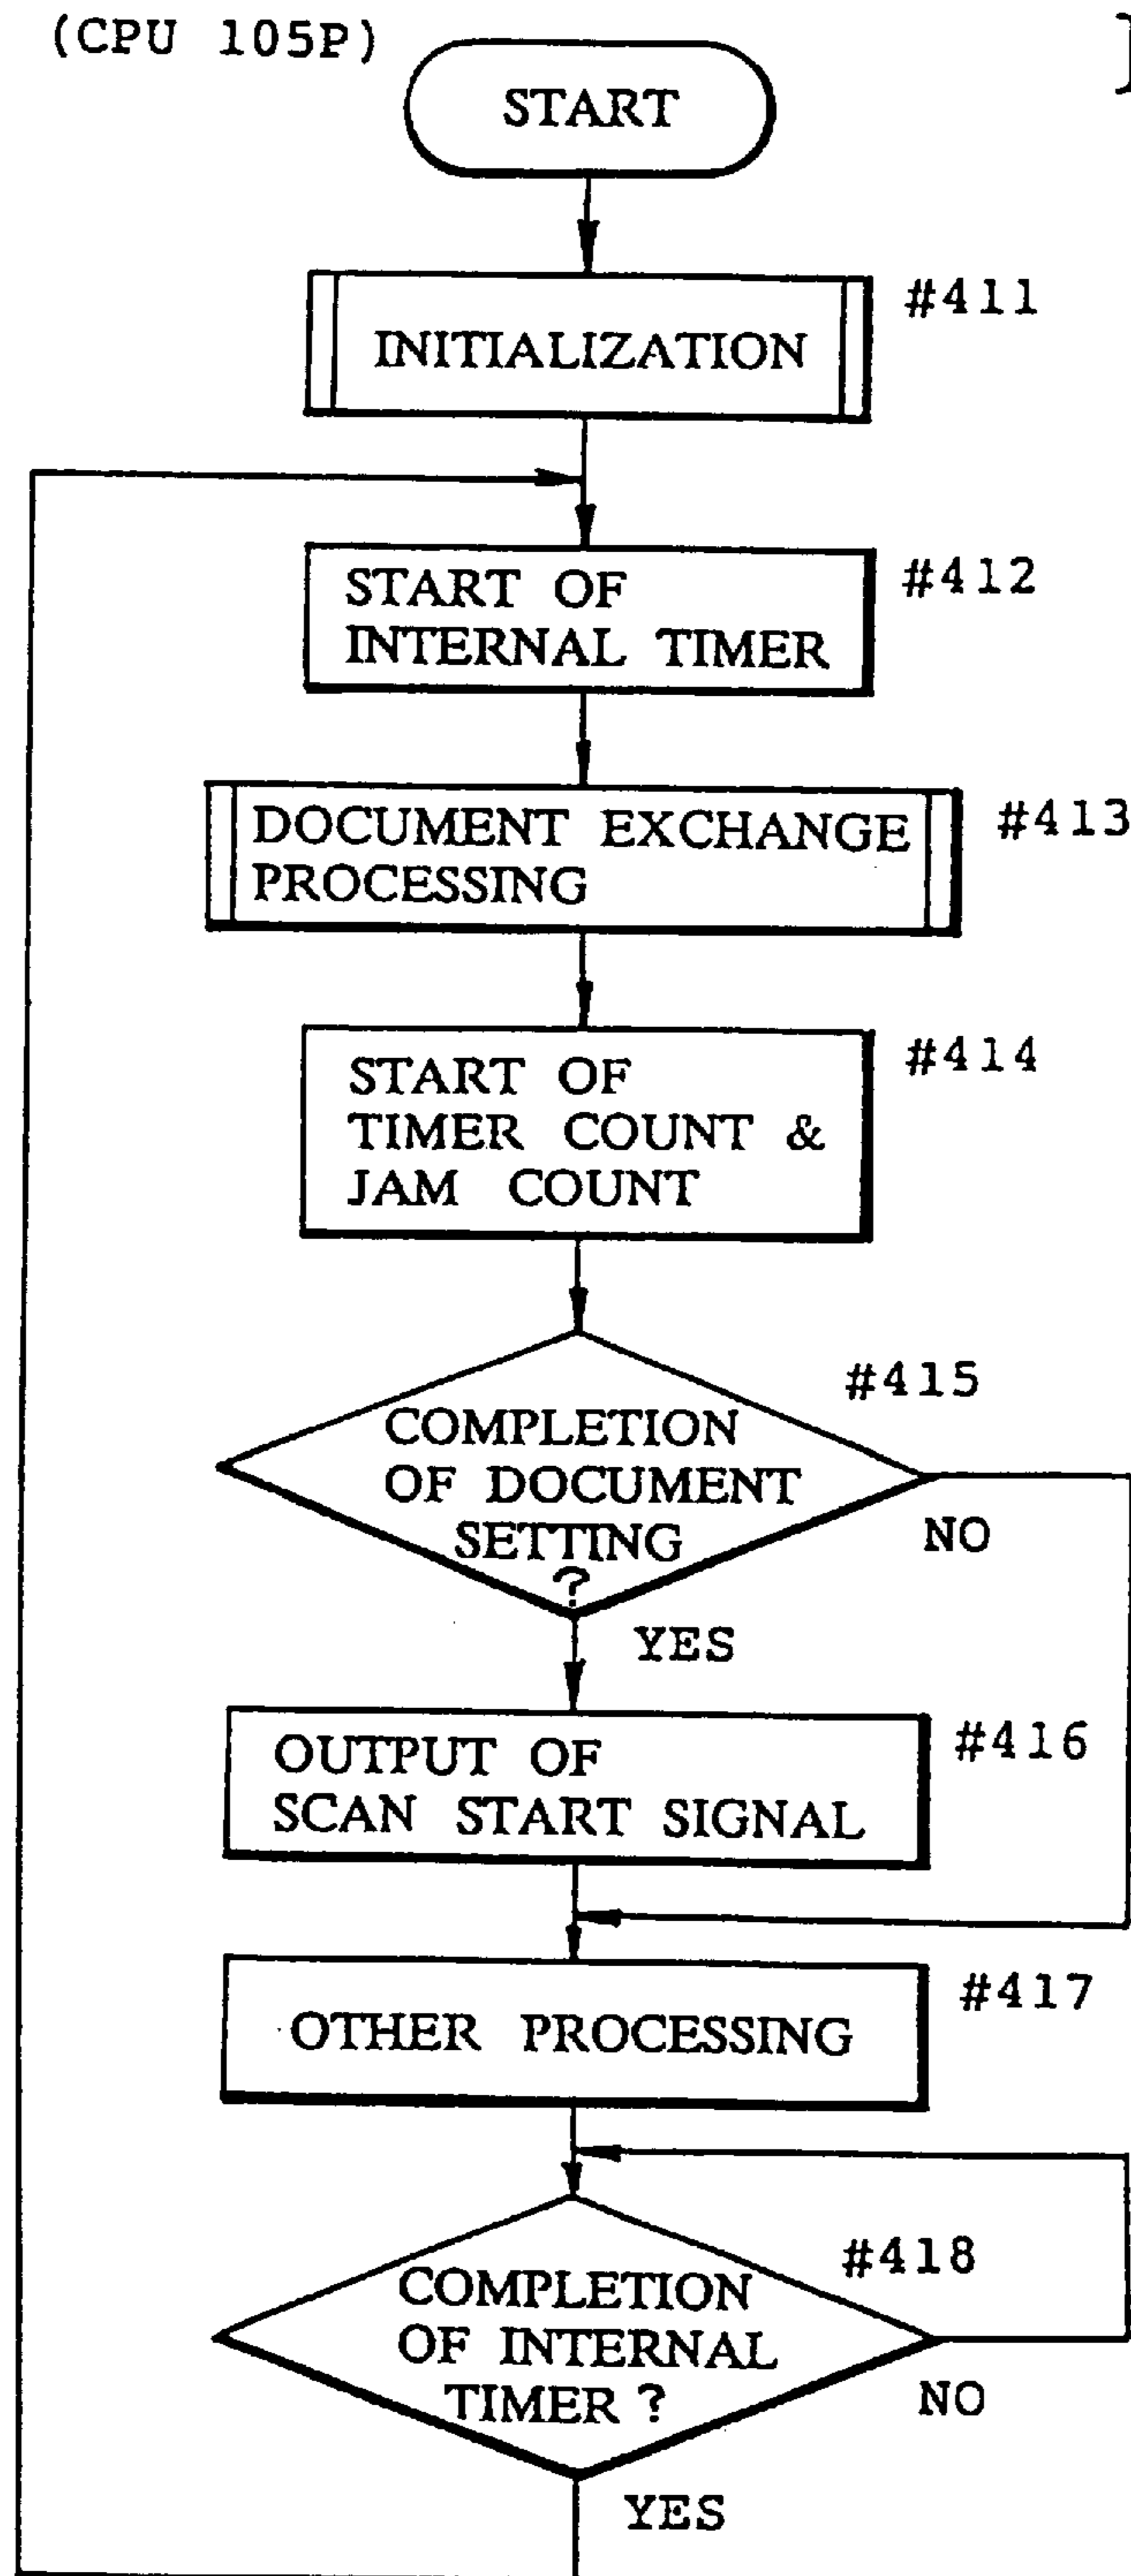 (CPU 105P)
START
INITIALIZATION
#411
START OF
INTERNAL TIMER
#412
DOCUMENT EXCHANGE
PROCESSING
#413
START OF
TIMER COUNT &
JAM COUNT
#414
COMPLETION
OF DOCUMENT
SETTING
?
#415
NO
YES
OUTPUT OF
SCAN START SIGNAL
#416
OTHER PROCESSING
#417
COMPLETION
OF INTERNAL
TIMER ?
#418
NO
YES